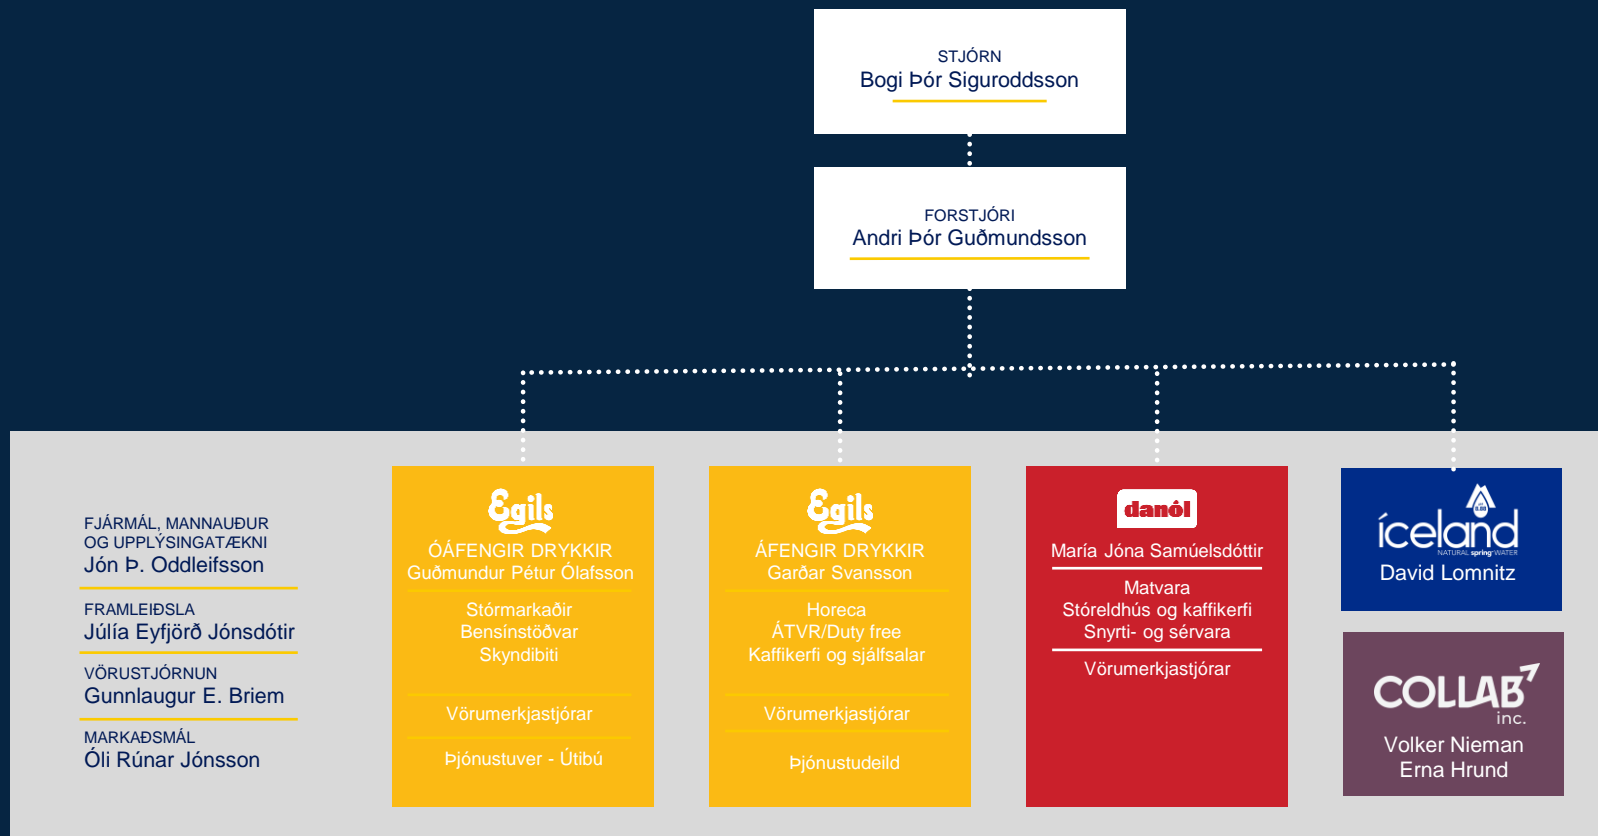 STJÓRN
Bogi Þór Siguroddsson
FORSTJÓRI
Andri Þór Guðmundsson
FJÁRMÁL, MANNAUÐUR
OG UPPLÝSINGATÆKNI
Jón Þ. Oddleifsson
FRAMLEIÐSLA
Júlía Eyfjörð Jónsdótir
VÖRUSTJÓRNUN
Gunnlaugur E. Briem
MARKAÐSMÁL
Óli Rúnar Jónsson
Egils
ÓÁFENGIR DRYKKIR
Guðmundur Pétur Ólafsson
Stórmarkaðir
Bensínstöðvar
Skyndibiti
Vörumerkjastjórar
Þjónustuver - Útibú
Egils
ÁFENGIR DRYKKIR
Garðar Svansson
Horeca
ÁTVR/Duty free
Kaffikerfi og sjálfsalar
Vörumerkjastjórar
Þjónustudeild
danól
María Jóna Samúelsdóttir
Matvara
Stóreldhús og kaffikerfi
Snyrti- og sérvara
Vörumerkjastjórar
íceland
NATURAL spring WATER
David Lomnitz
COLLAB
inc.
Volker Nieman
Erna Hrund